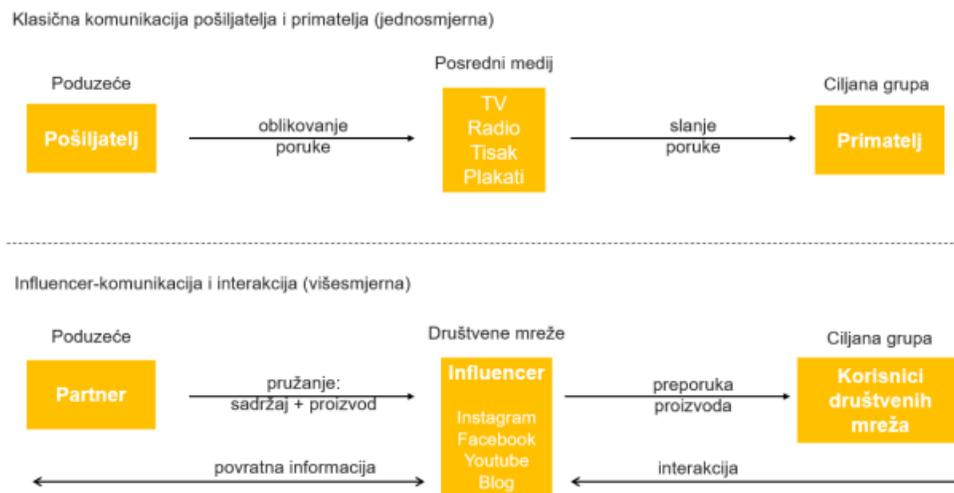 Klasična komunikacija pošiljatelja i primatelja (jednosmjerna)
Poduzeće
Pošiljatelj
oblikovanje
poruke
Posredni medij
TV
Radio
Tisak
Plakati
slanje
poruke
Ciljana grupa
Primatelj
Influencer-komunikacija i interakcija (višesmjerna)
Poduzeće
Partner
pružanje:
sadržaj + proizvod
povratna informacija
Društvene mreže
Influencer
Instagram
Facebook
Youtube
Blog
preporuka
proizvoda
interakcija
Ciljana grupa
Korisnici
društvenih
mreža